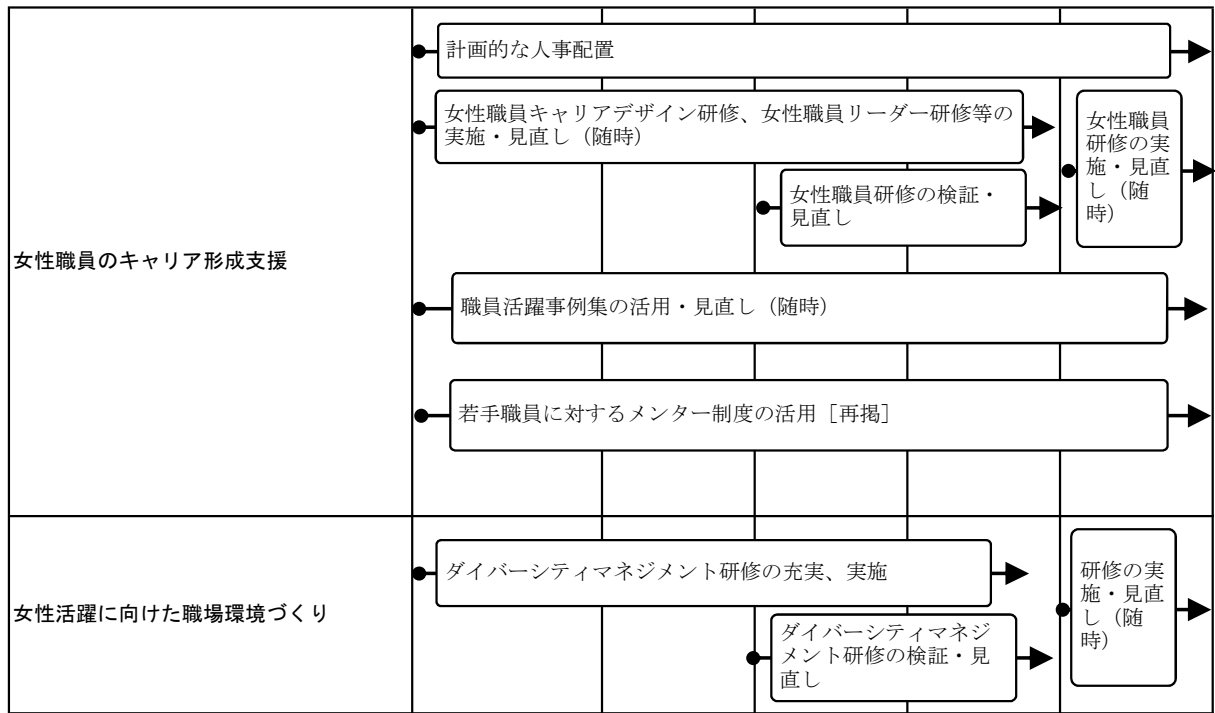 女性職員のキャリア形成支援
計画的な人事配置
女性職員キャリアデザイン研修、女性職員リーダー研修等の
実施・見直し（随時）
女性職員研修の検証・
見直し
女性職員
研修の実
施・見直
し（随
時）
職員活躍事例集の活用・見直し（随時）
若手職員に対するメンター制度の活用［再掲］
女性活躍に向けた職場環境づくり
ダイバーシティマネジメント研修の充実、実施
ダイバーシティマネジ
メント研修の検証・見
直し
研修の実
施・見直
し（随
時）